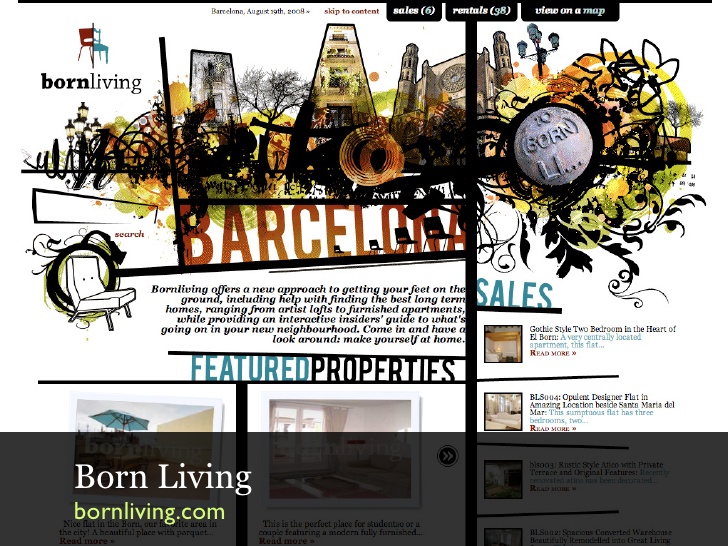 Barcelona, August 19th, 2008 »
skip to content
sales (6)
rentals (38)
view on a map
bornliving
BORN
LI...
search
BARCELONA
Bornliving offers a new approach to getting your feet on the
ground, including help with finding the best long term
homes, ranging from artist lofts to furnished apartments,
while providing an interactive insiders' guide to what's
going on in your new neighbourhood. Come in and have a
look around: make yourself at home.
SALES
Gothic Style Two Bedroom in the Heart of
El Born: A very centrally located
apartment, this flat...
READ MORE »
FEATUREDPROPERTIES
BLS004: Opulent Designer Flat in
Amazing Location beside Santa Maria del
Mar: This sumptuous flat has three
bedrooms, two...
READ MORE »
bls003: Rustic Style Atico with Private
Terrace and Original Features: Recently
renovated atico has been decorated...
READ MORE »
BLS02: Spacious Converted Warehouse
Beautifully Remodelled into Great Living
Born Living
bornliving.com
Nice flat in the Born, our favorite area in
the city! A beautiful place with parquet...
Read more »
This is the perfect place for students or a
couple featuring a modern fully furnished...
Read more »